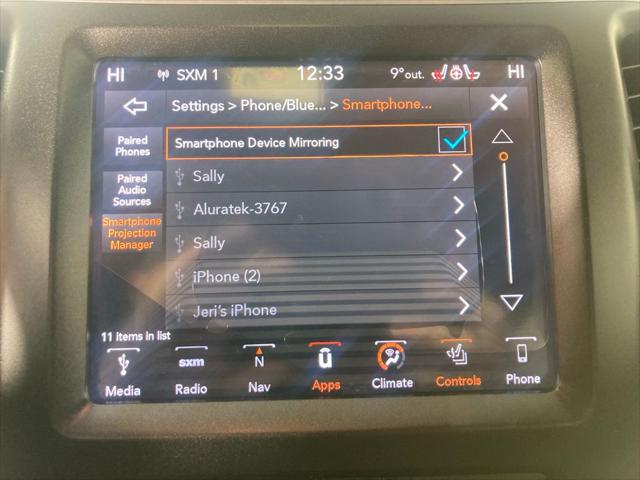 HI SXM 1 12:33 9°out. HI
Settings > Phone/Blue... > Smartphone...
Paired
Phones
Smartphone Device Mirroring
Paired
Audio
Sources
Sally
Aluratek-3767
Smartphone
Projection
Manager
Sally
iPhone (2)
Jeri's iPhone
11 items in list
sxm N û
Media Radio Nav Apps Climate Controls Phone